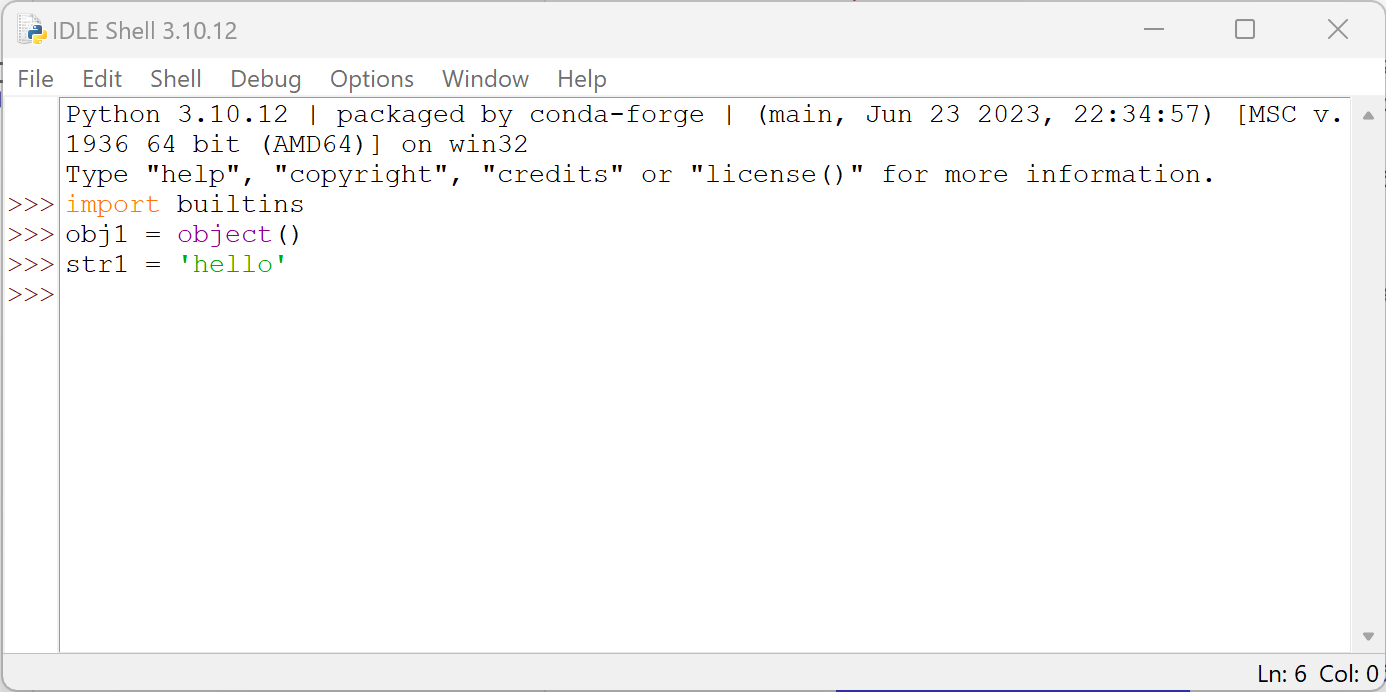 IDLE Shell 3.10.12
File Edit Shell Debug Options Window Help
Python 3.10.12 | packaged by conda-forge | (main, Jun 23 2023, 22:34:57) [MSC v.
1936 64 bit (AMD64)] on win32
Type "help", "copyright", "credits" or "license()" for more information.
>>> import builtins
>>> obj1 = object()
>>> str1 = 'hello'
>>>
Ln: 6 Col: 0